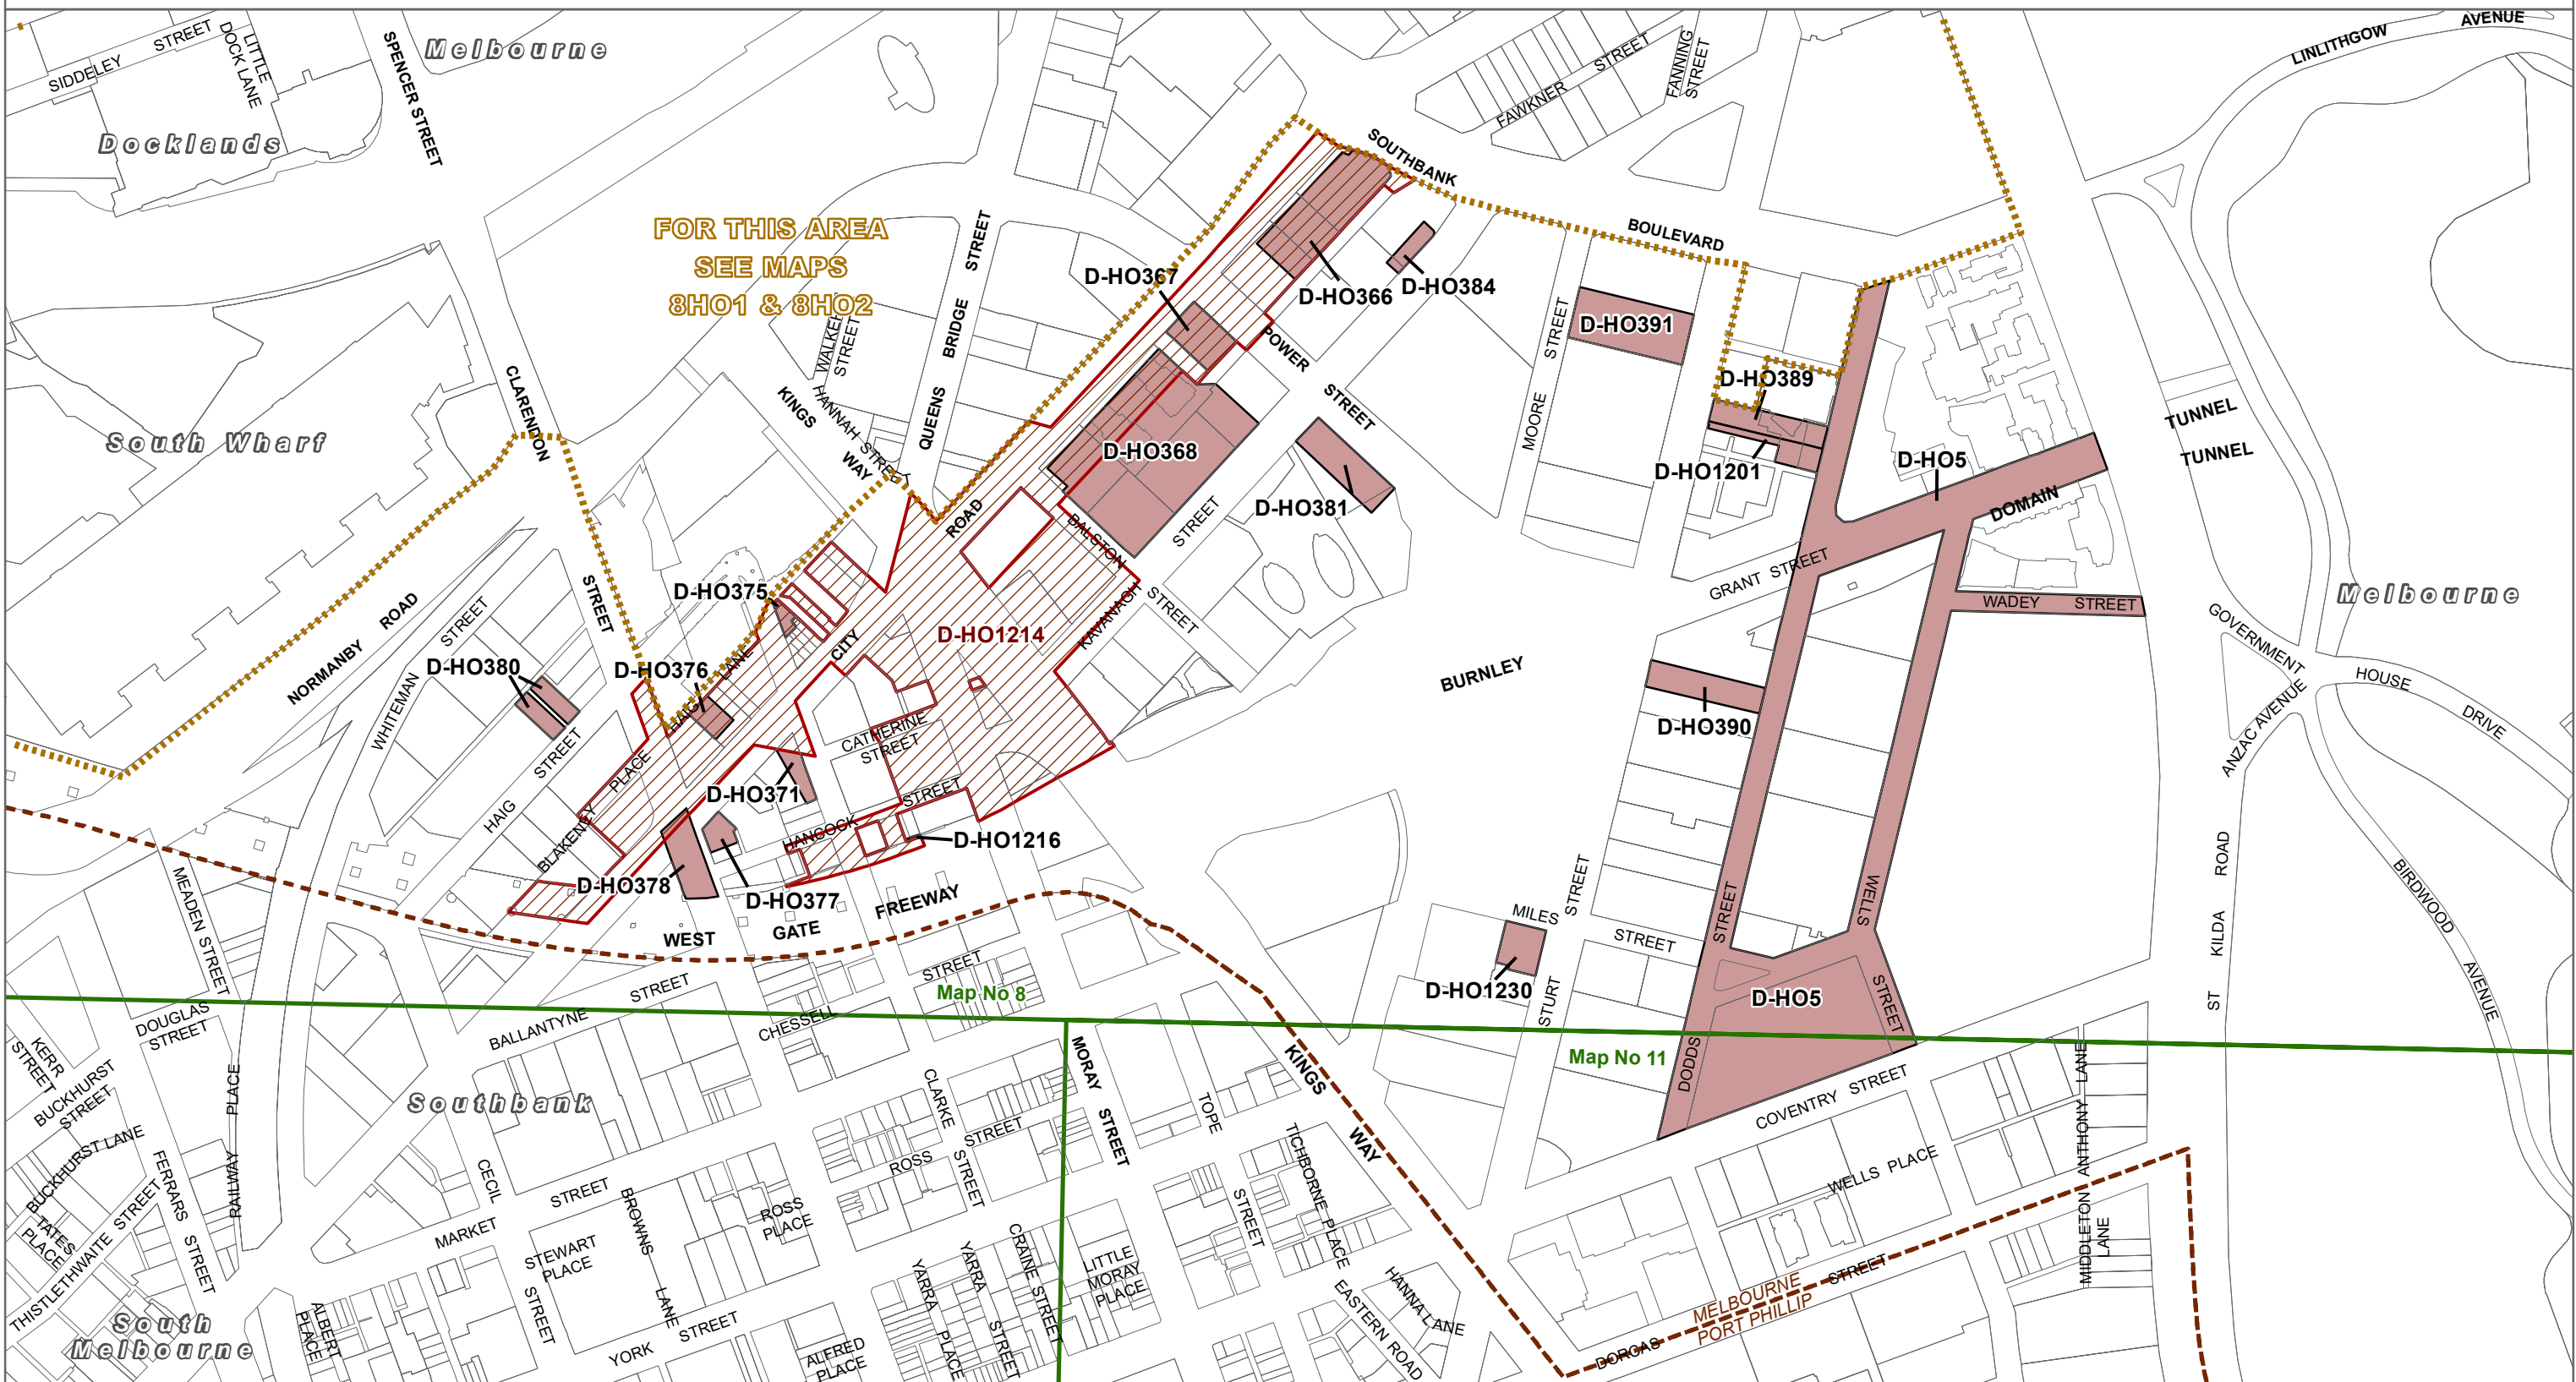 SIDDELEY STREET
LITTLE
DOCK LANE
SPENCER STREET
Melbourne
Docklands
FAWKNER STREET
FANNING
STREET
LINLITHGOW AVENUE
SOUTHBANK
BOULEVARD
FOR THIS AREA
SEE MAPS
8HO1 & 8HO2
QUEENS BRIDGE STREET
WALKER
STREET
HANNAH STREET
KINGS
WAY
CLARENDON
STREET
South Wharf
D-HO367
D-HO366
D-HO384
POWER
STREET
D-HO391
MOORE STREET
D-HO389
D-HO1201
D-HO5
DOMAIN
TUNNEL
TUNNEL
D-HO368
D-HO381
STREET
BALSTON
STREET
KAVANAGH
ROAD
CITY
GRANT STREET
WADEY STREET
Melbourne
GOVERNMENT
HOUSE
DRIVE
ANZAC AVENUE
NORMANBY ROAD
WHITEMAN STREET
D-HO375
D-HO376
HAIG LANE
D-HO380
D-HO1214
BURNLEY
D-HO390
HAIG STREET
BLAKENEY PLACE
CATHERINE
STREET
D-HO371
HANCOCK STREET
D-HO1216
D-HO378
D-HO377
WEST GATE FREEWAY
MEADEN STREET
MILES
STREET
STURT STREET
D-HO1230
D-HO5
DODDS STREET
WELLS
STREET
ST KILDA ROAD
BIRDWOOD
AVENUE
Map No 8
Map No 11
DOUGLAS
STREET
BALLANTYNE STREET
CHESSELL STREET
KERR
STREET
BUCKHURST
STREET
BUCKHURST LANE
RAILWAY PLACE
Southbank
CLARKE
STREET
MORAY
STREET
TOPE
STREET
KINGS
WAY
COVENTRY STREET
FERRARS
STREET
THISTLETHWAITE STREET
TATES
PLACE
CECIL
STREET
MARKET STREET
ROSS STREET
ROSS
PLACE
BROWNS
LANE
STEWART
PLACE
TICHBORNE PLACE
WELLS PLACE
MIDDLETON
LANE
ANTHONY LANE
South
Melbourne
ALBERT
PLACE
YORK STREET
ALFRED
PLACE
YARRA
PLACE
YARRA
STREET
CRAINE STREET
LITTLE
MORAY
PLACE
EASTERN ROAD
HANNA LANE
DORCAS STREET
MELBOURNE
PORT PHILLIP